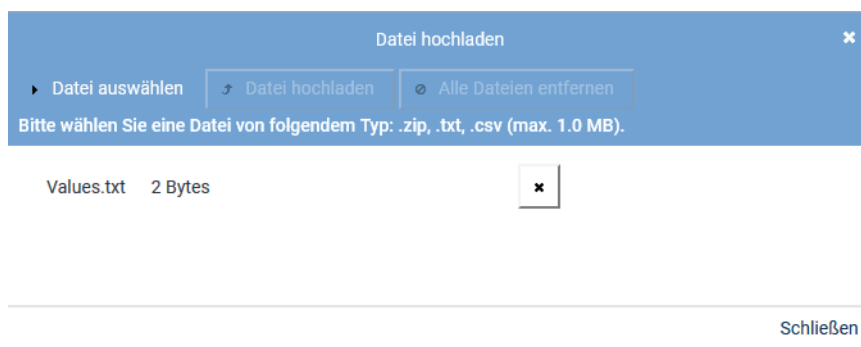 Datei hochladen
Datei auswählen Datei hochladen Alle Dateien entfernen
Bitte wählen Sie eine Datei von folgendem Typ: .zip, .txt, .csv (max. 1.0 MB).
Values.txt 2 Bytes
Schließen